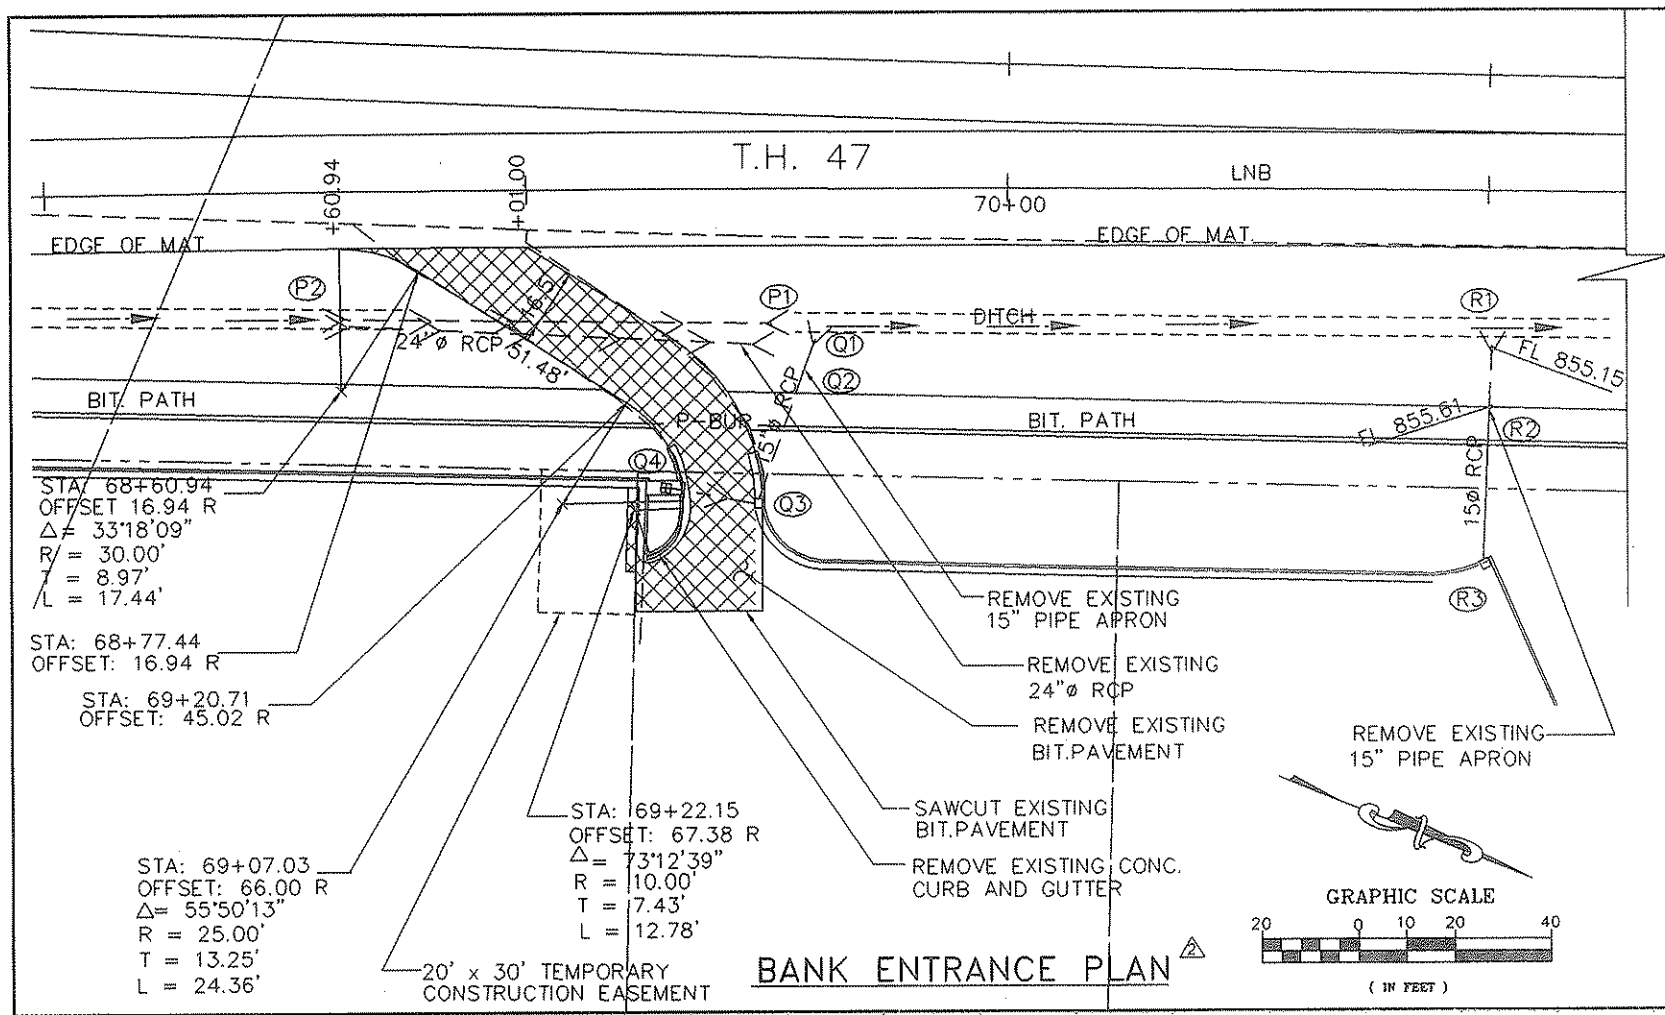 T.H. 47
LNB
+60.94
+01.00
70+00
EDGE OF MAT.
EDGE OF MAT.
P2
P1
R1
16.5'
DITCH
24"ø RCP
51.48'
Q1
FL 855.15
Q2
15"ø RCP
BIT. PATH
P-BUR
BIT. PATH
FL 855.61
R2
Q4
Q3
15ø RCP
R3
STA: 68+60.94
OFFSET 16.94 R
Δ= 33°18'09"
R = 30.00'
T = 8.97'
L = 17.44'
STA: 68+77.44
OFFSET: 16.94 R
STA: 69+20.71
OFFSET: 45.02 R
STA: 69+07.03
OFFSET: 66.00 R
Δ= 55°50'13"
R = 25.00'
T = 13.25'
L = 24.36'
STA: 69+22.15
OFFSET: 67.38 R
Δ= 73°12'39"
R = 10.00'
T = 7.43'
L = 12.78'
20' x 30' TEMPORARY
CONSTRUCTION EASEMENT
REMOVE EXISTING
15" PIPE APRON
REMOVE EXISTING
24"ø RCP
REMOVE EXISTING
BIT.PAVEMENT
SAWCUT EXISTING
BIT.PAVEMENT
REMOVE EXISTING CONC.
CURB AND GUTTER
REMOVE EXISTING
15" PIPE APRON
BANK ENTRANCE PLAN
2
GRAPHIC SCALE
20 0 10 20 40
( IN FEET )